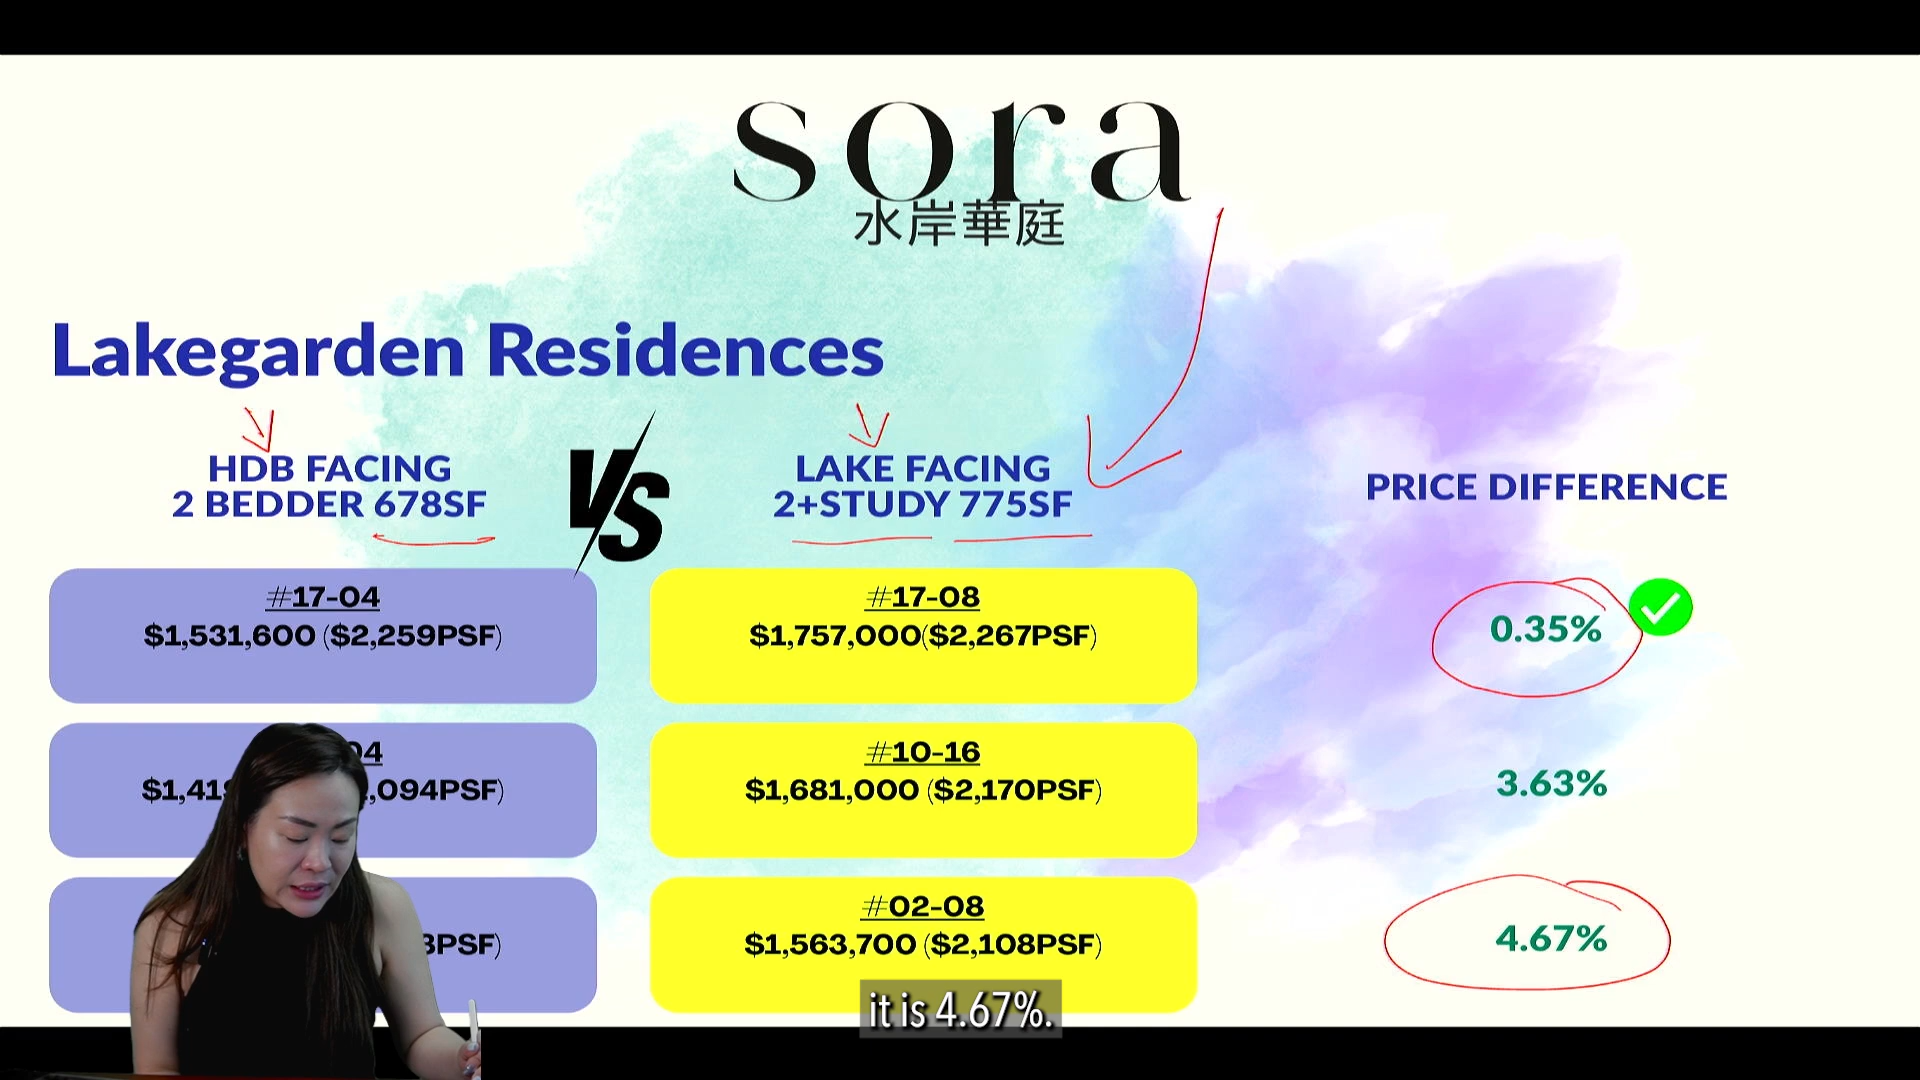 sora
水岸華庭
Lakegarden Residences
HDB FACING
2 BEDDER 678SF
VS
LAKE FACING
2+STUDY 775SF
PRICE DIFFERENCE
#17-04
$1,531,600 ($2,259PSF)
#17-08
$1,757,000($2,267PSF)
0.35%
04
$1,41 ,094PSF)
#10-16
$1,681,000 ($2,170PSF)
3.63%
PSF)
#02-08
$1,563,700 ($2,108PSF)
4.67%
it is 4.67%.